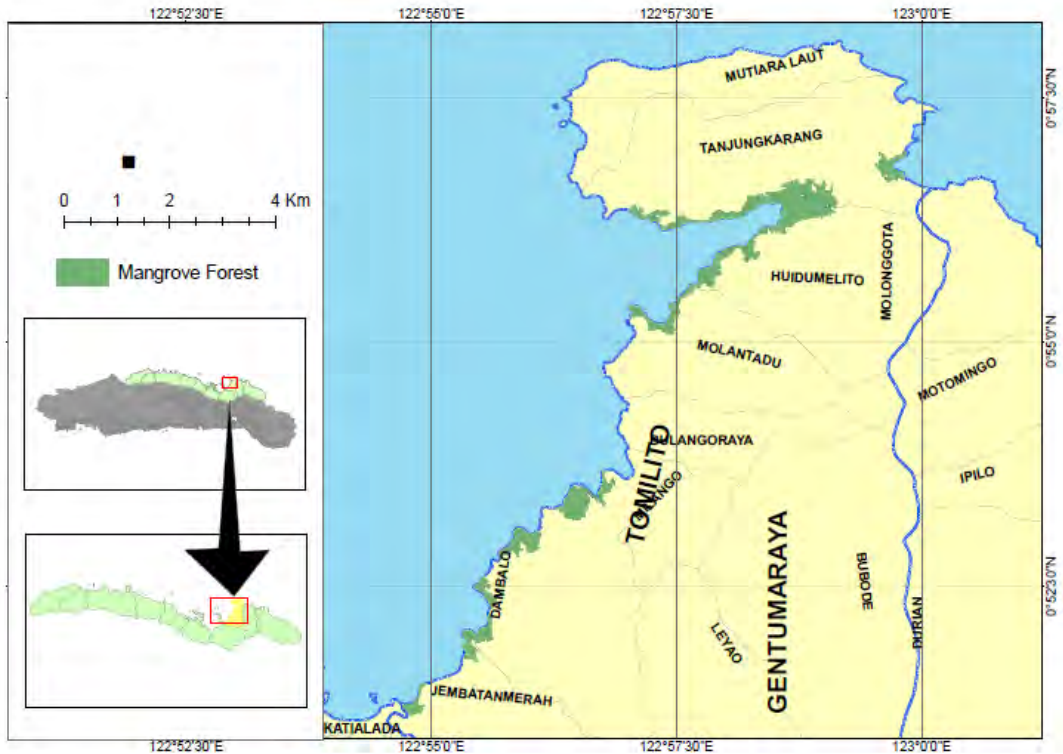 122°52'30"E 122°55'0"E 122°57'30"E 123°0'0"E
MUTIARA LAUT
0°57'30"N
TANJUNGKARANG
0 1 2 4 Km
Mangrove Forest
HUIDUMELITO
MOLONGGOTA
0°55'0"N
MOLANTADU
MOTOMINGO
BULANGORAYA
TOMILITO
IPILO
GENTUMARAYA
DAMBALO
BUBODE
0°52'30"N
DURIAN
LEYAO
JEMBATANMERAH
KATIALADA
122°52'30"E 122°55'0"E 122°57'30"E 123°0'0"E